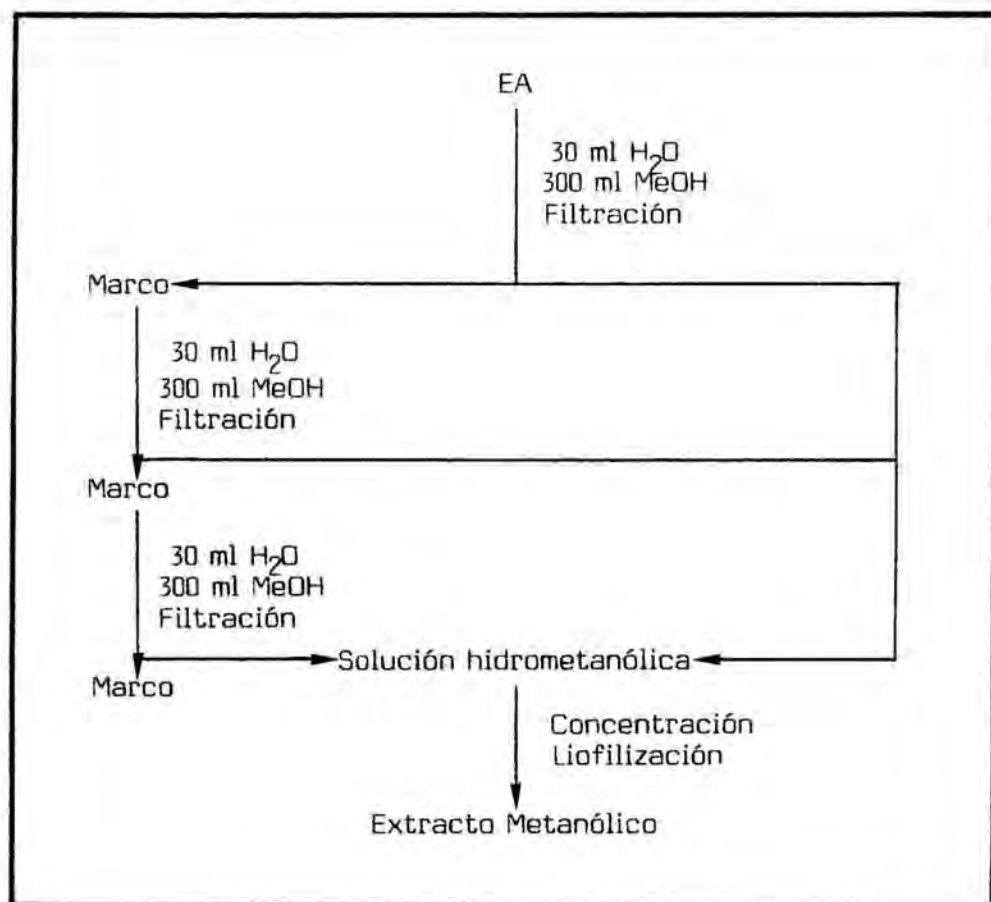 EA
30 ml H₂O
300 ml MeOH
Filtración
Marco
30 ml H₂O
300 ml MeOH
Filtración
Marco
30 ml H₂O
300 ml MeOH
Filtración
Solución hidrometanólica
Marco
Concentración
Liofilización
Extracto Metanólico